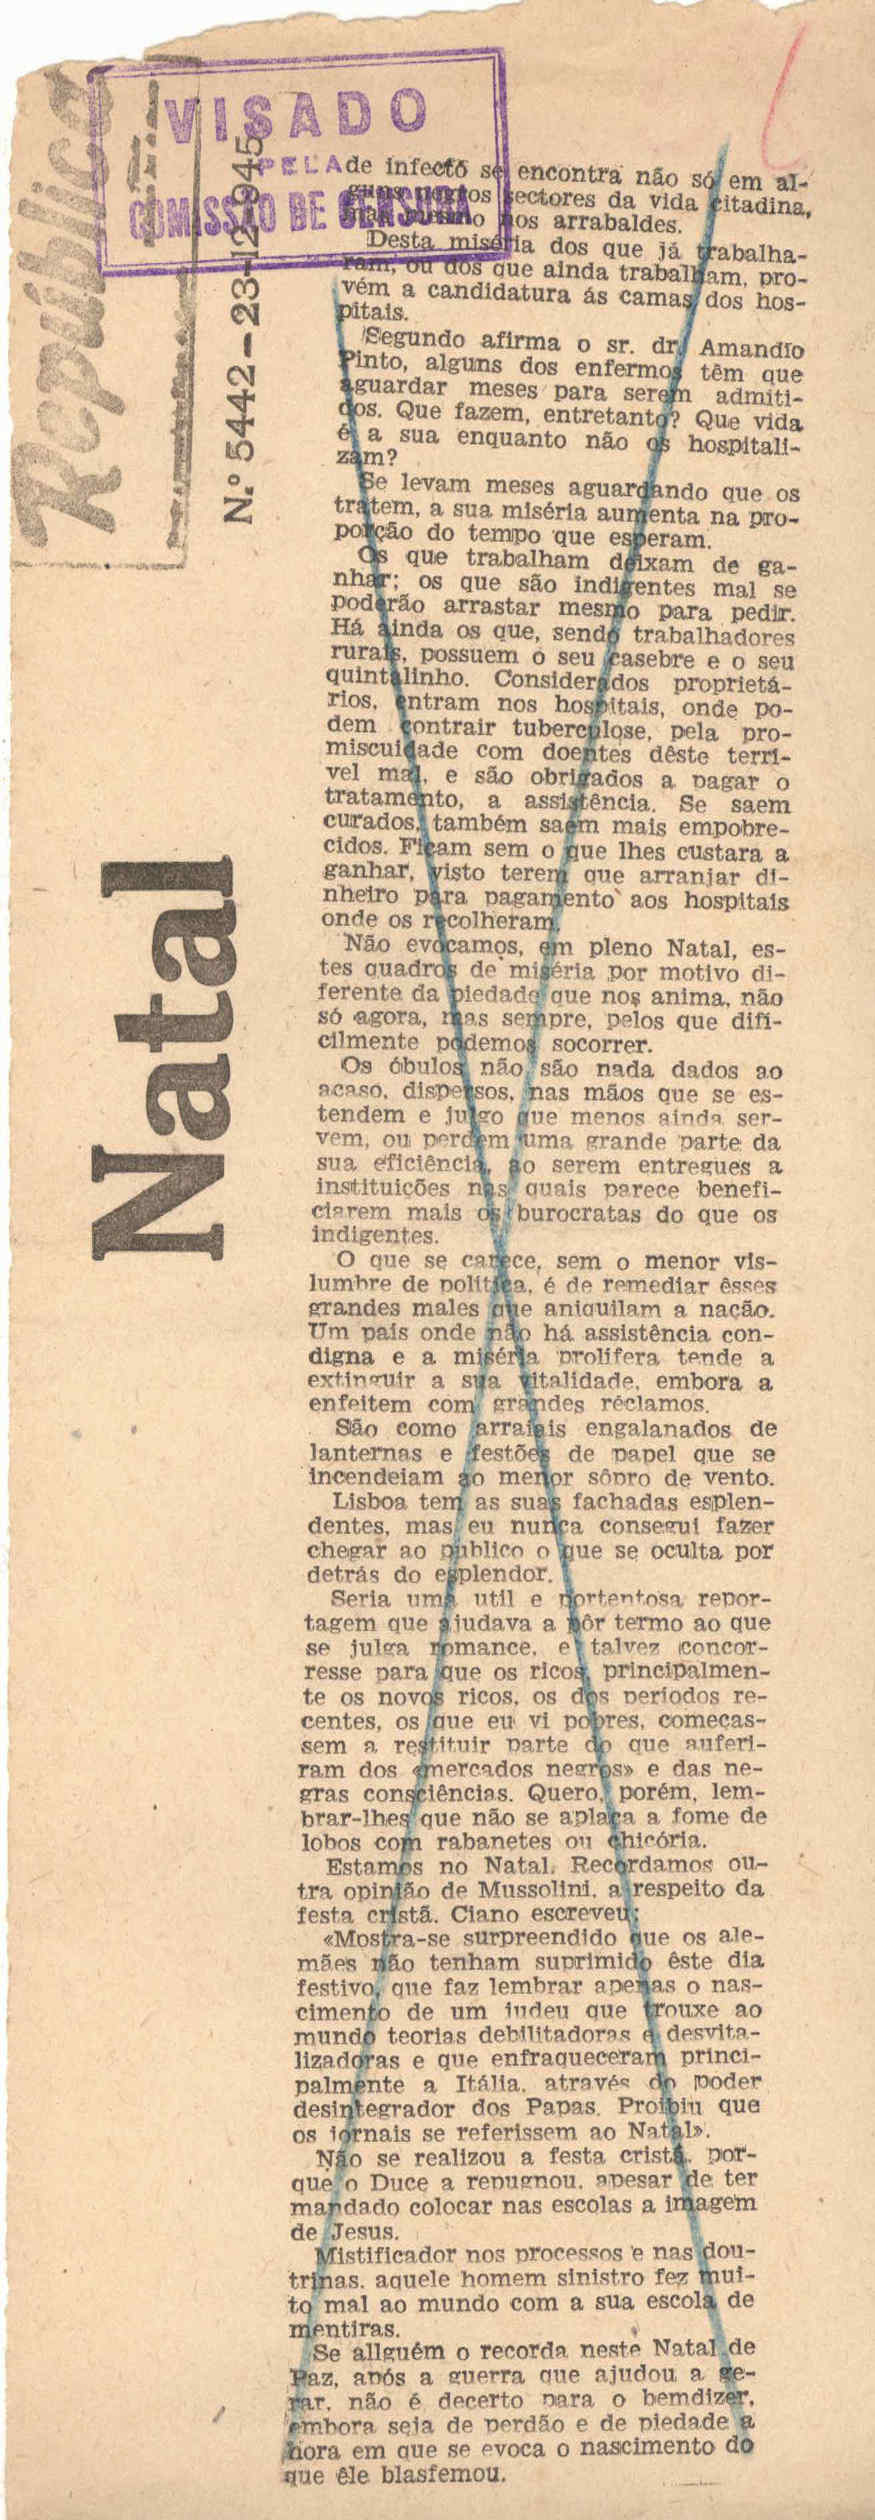 VISADO
PELA
COMISSÃO DE CENSURA
República
N.º 5442-23-12-945
Natal
de infecto se encontra não só em al-
guns sectores da vida citadina,
mas mesmo nos arrabaldes.
Desta miséria dos que já trabalha-
ram, ou dos que ainda trabalham, pro-
vém a candidatura ás camas dos hos-
pitais.
Segundo afirma o sr. dr. Amandio
Pinto, alguns dos enfermos têm que
aguardar meses para serem admiti-
dos. Que fazem, entretanto? Que vida
é a sua enquanto não os hospitali-
zam?
Se levam meses aguardando que os
tratem, a sua miséria aumenta na pro-
porção do tempo que esperam.
Os que trabalham deixam de ga-
nhar; os que são indigentes mal se
poderão arrastar mesmo para pedir.
Há ainda os que, sendo trabalhadores
rurais, possuem o seu casebre e o seu
quintalinho. Considerados proprietá-
rios, entram nos hospitais, onde po-
dem contrair tuberculose, pela pro-
miscuidade com doentes dêste terri-
vel mal, e são obrigados a pagar o
tratamento, a assistência. Se saem
curados, também saem mais empobre-
cidos. Ficam sem o que lhes custara a
ganhar, visto terem que arranjar di-
nheiro para pagamento aos hospitais
onde os recolheram.
Não evocamos, em pleno Natal, es-
tes quadros de miséria por motivo di-
ferente da piedade que nos anima, não
só agora, mas sempre, pelos que difi-
cilmente podemos socorrer.
Os óbulos não são nada dados ao
acaso, dispersos, nas mãos que se es-
tendem e julgo que menos ainda ser-
vem, ou perdem uma grande parte da
sua eficiência, ao serem entregues a
instituições nas quais parece benefi-
ciarem mais os burocratas do que os
indigentes.
O que se carece, sem o menor vis-
lumbre de politica, é de remediar êsses
grandes males que aniquilam a nação.
Um pais onde não há assistência con-
digna e a miséria prolifera tende a
extinguir a sua vitalidade, embora a
enfeitem com grandes réclamos.
São como arraiais engalanados de
lanternas e festões de papel que se
incendeiam ao menor sôpro de vento.
Lisboa tem as suas fachadas esplen-
dentes, mas eu nunca consegui fazer
chegar ao público o que se oculta por
detrás do esplendor.
Seria uma util e portentosa repor-
tagem que ajudava a pôr termo ao que
se julga romance, e talvez concor-
resse para que os ricos, principalmen-
te os novos ricos, os dos periodos re-
centes, os que eu vi pobres, começas-
sem a restituir parte do que auferi-
ram dos «mercados negros» e das ne-
gras consciências. Quero, porém, lem-
brar-lhes que não se aplaca a fome de
lobos com rabanetes ou chicória.
Estamos no Natal. Recordamos ou-
tra opinião de Mussolini, a respeito da
festa cristã. Ciano escreveu:
«Mostra-se surpreendido que os ale-
mães não tenham suprimido êste dia
festivo, que faz lembrar apenas o nas-
cimento de um judeu que trouxe ao
mundo teorias debilitadoras e desvita-
lizadoras e que enfraqueceram princi-
palmente a Itália, através do poder
desintegrador dos Papas. Proibiu que
os jornais se referissem ao Natal».
Não se realizou a festa cristã, por-
que o Duce a repugnou, apesar de ter
mandado colocar nas escolas a imagem
de Jesus.
Mistificador nos processos e nas dou-
trinas, aquele homem sinistro fez mui-
to mal ao mundo com a sua escola de
mentiras.
Se allguém o recorda neste Natal de
Paz, após a guerra que ajudou a ge-
rar, não é decerto para o bemdizer,
embora seja de perdão e de piedade a
hora em que se evoca o nascimento do
que êle blasfemou.